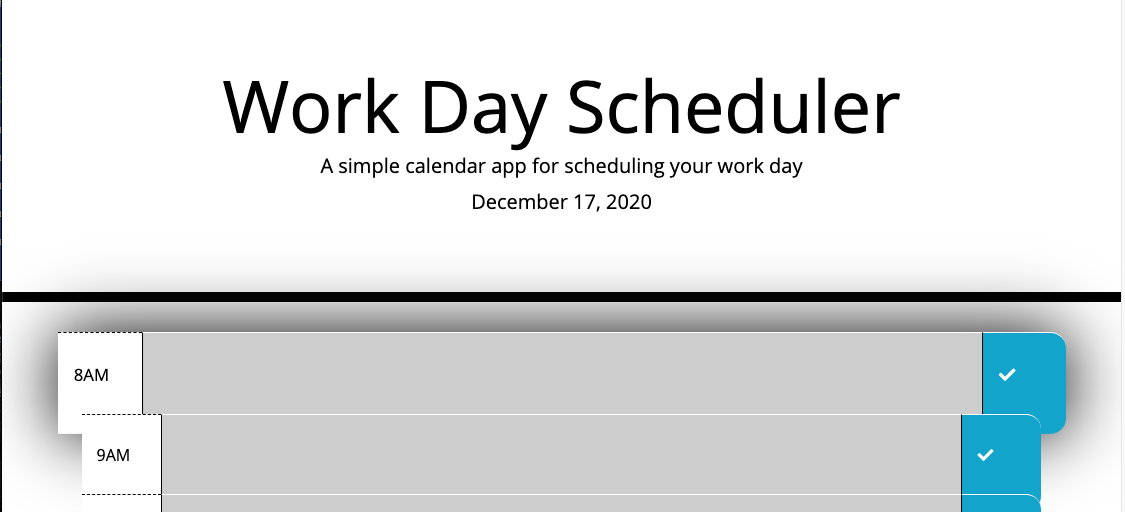 Work Day Scheduler
A simple calendar app for scheduling your work day
December 17, 2020
8AM
9AM